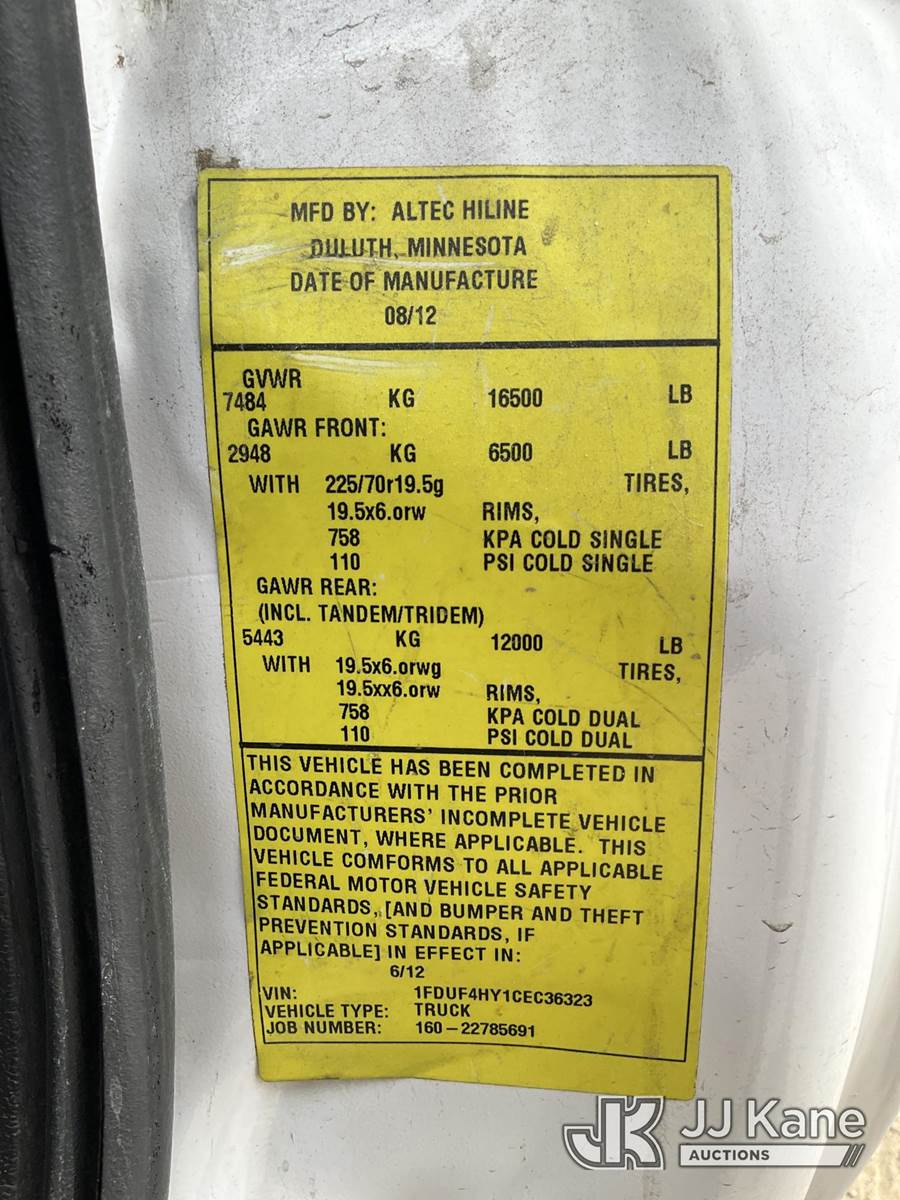 MFD BY: ALTEC HILINE
DULUTH, MINNESOTA
DATE OF MANUFACTURE
08/12
GVWR
7484 KG 16500 LB
GAWR FRONT:
2948 KG 6500 LB
WITH 225/70r19.5g TIRES,
19.5x6.orw RIMS,
758 KPA COLD SINGLE
110 PSI COLD SINGLE
GAWR REAR:
(INCL. TANDEM/TRIDEM)
5443 KG 12000 LB
WITH 19.5x6.orwg TIRES,
19.5xx6.orw RIMS,
758 KPA COLD DUAL
110 PSI COLD DUAL
THIS VEHICLE HAS BEEN COMPLETED IN
ACCORDANCE WITH THE PRIOR
MANUFACTURERS' INCOMPLETE VEHICLE
DOCUMENT, WHERE APPLICABLE. THIS
VEHICLE COMFORMS TO ALL APPLICABLE
FEDERAL MOTOR VEHICLE SAFETY
STANDARDS, [AND BUMPER AND THEFT
PREVENTION STANDARDS, IF
APPLICABLE] IN EFFECT IN:
6/12
VIN: 1FDUF4HY1CEC36323
VEHICLE TYPE: TRUCK
JOB NUMBER: 160-22785691
JK JJ Kane
AUCTIONS